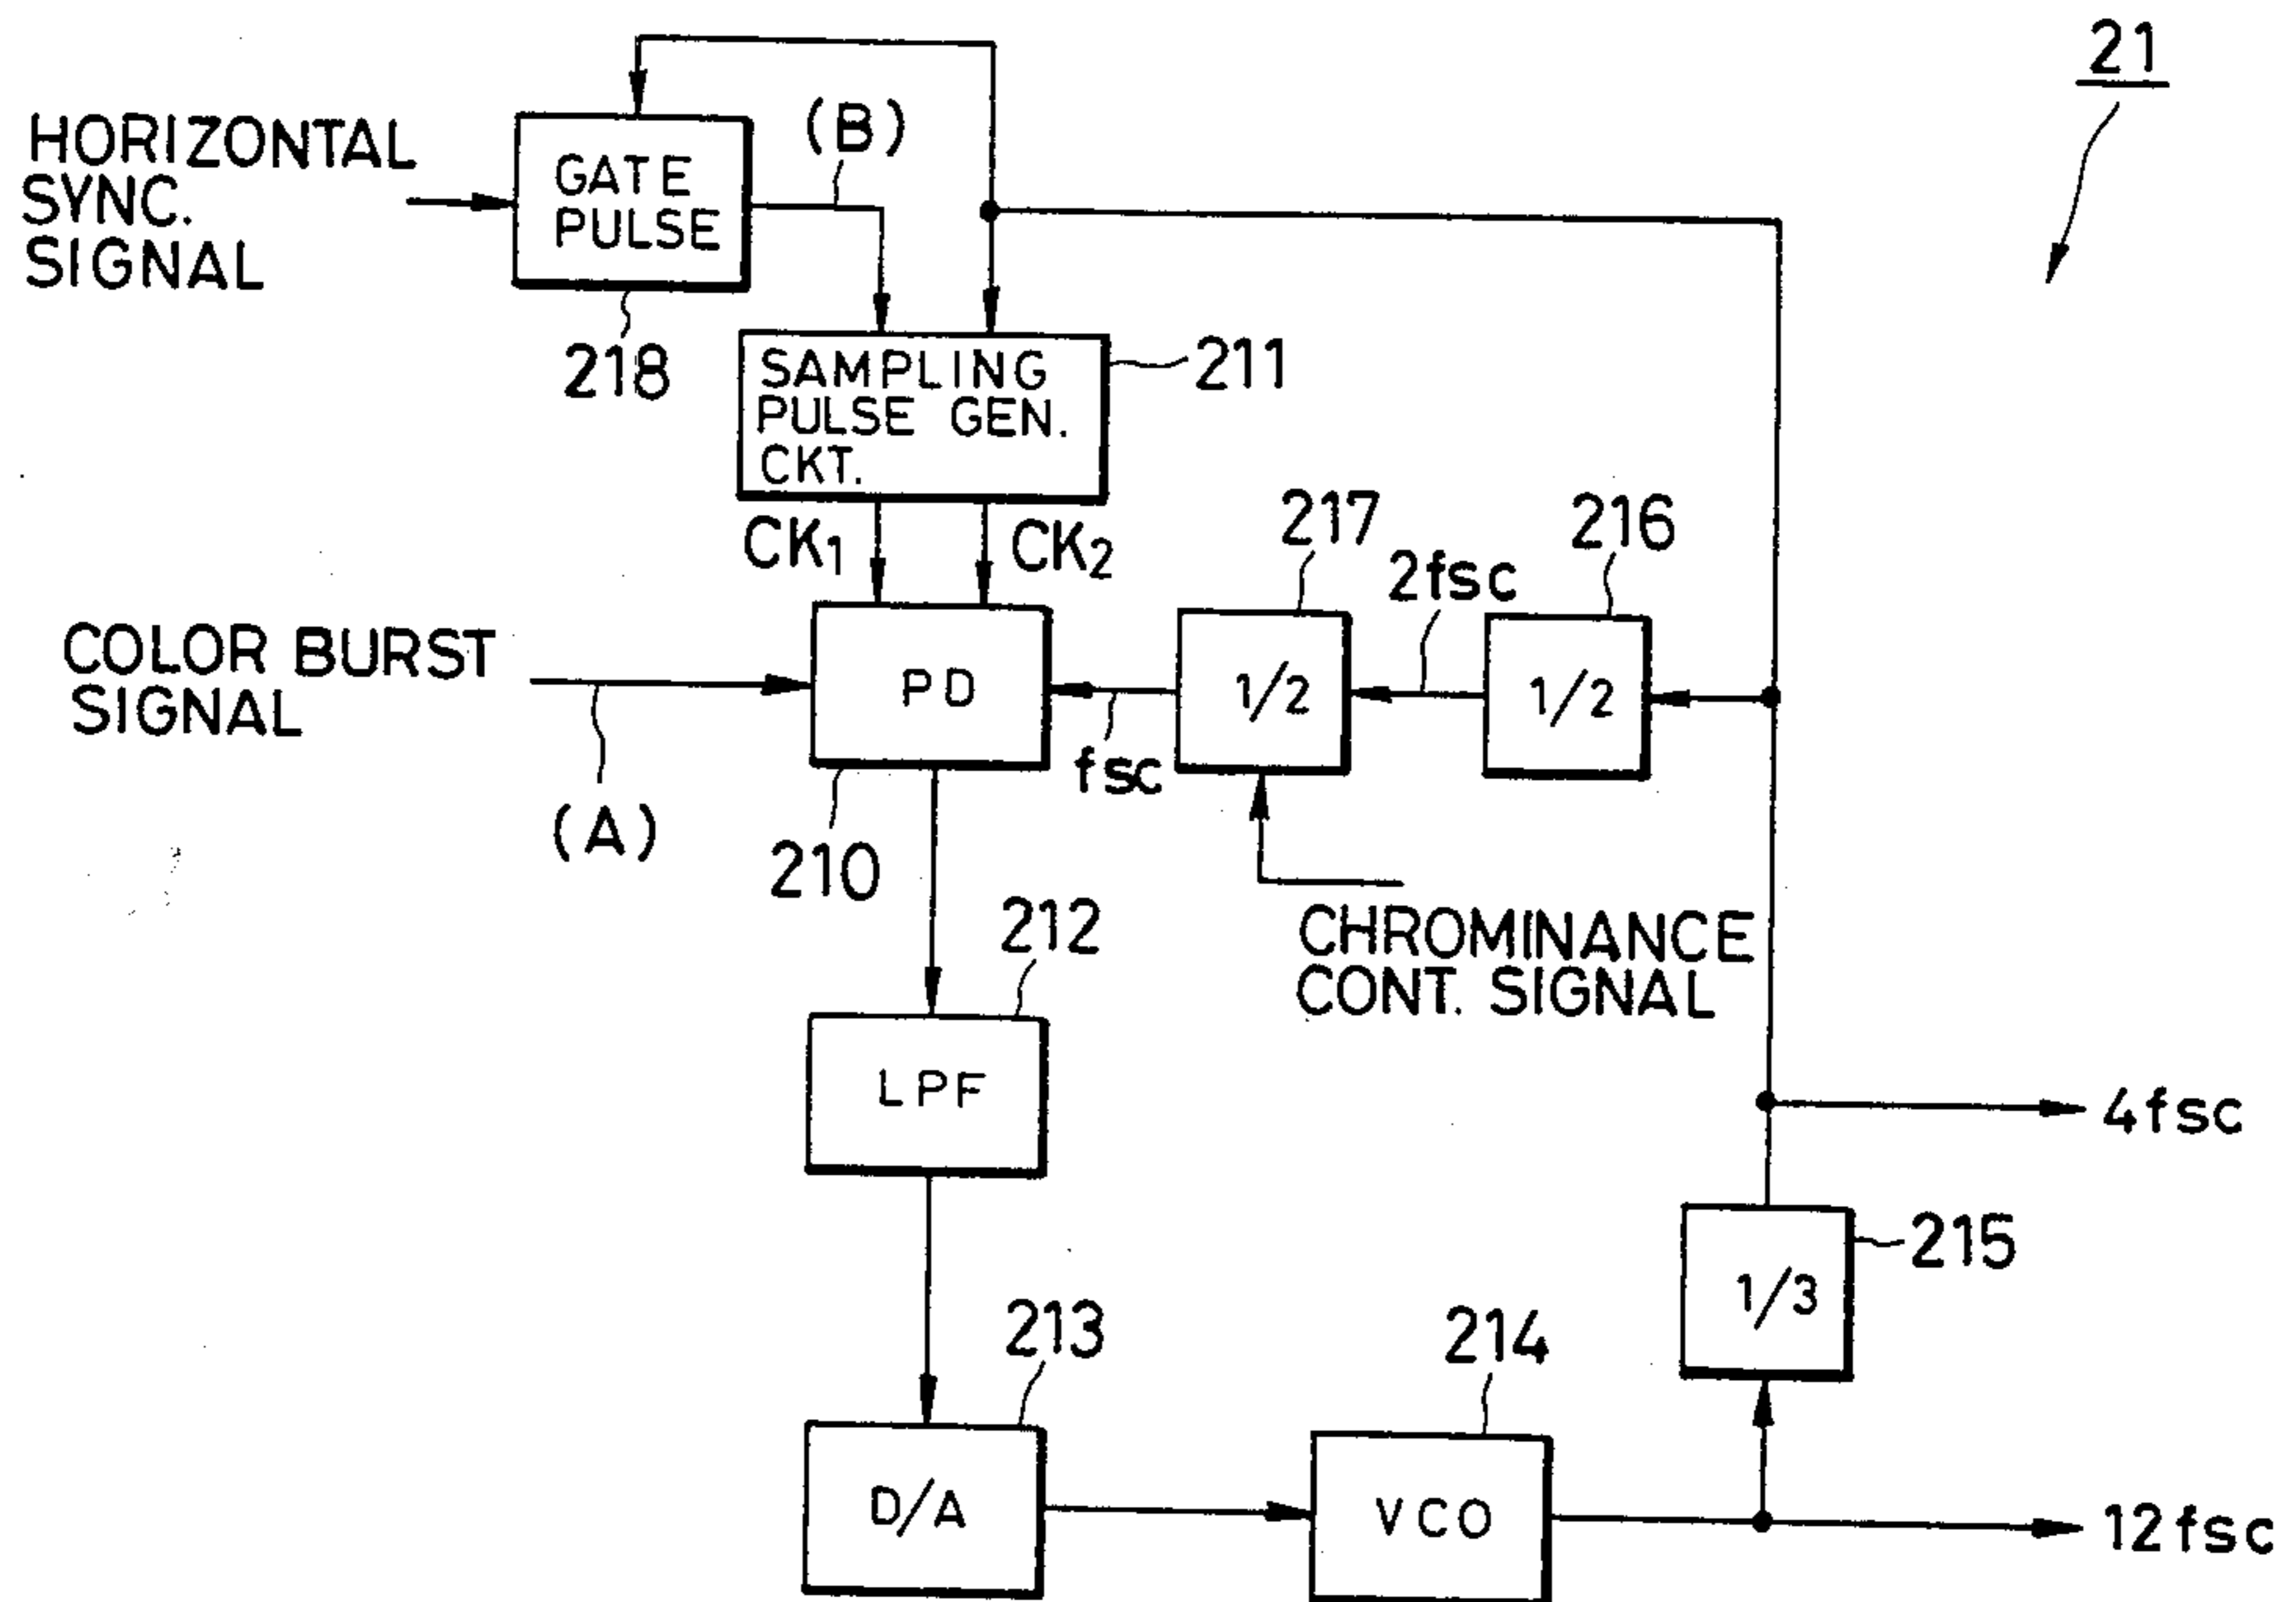 21
HORIZONTAL
SYNC.
SIGNAL
(B)
GATE
PULSE
218
SAMPLING
PULSE GEN.
CKT.
211
CK1
CK2
217
2fsc
216
COLOR BURST
SIGNAL
PD
1/2
1/2
fsc
(A)
210
212
CHROMINANCE
CONT. SIGNAL
LPF
4fsc
215
1/3
213
214
D/A
VCO
12fsc